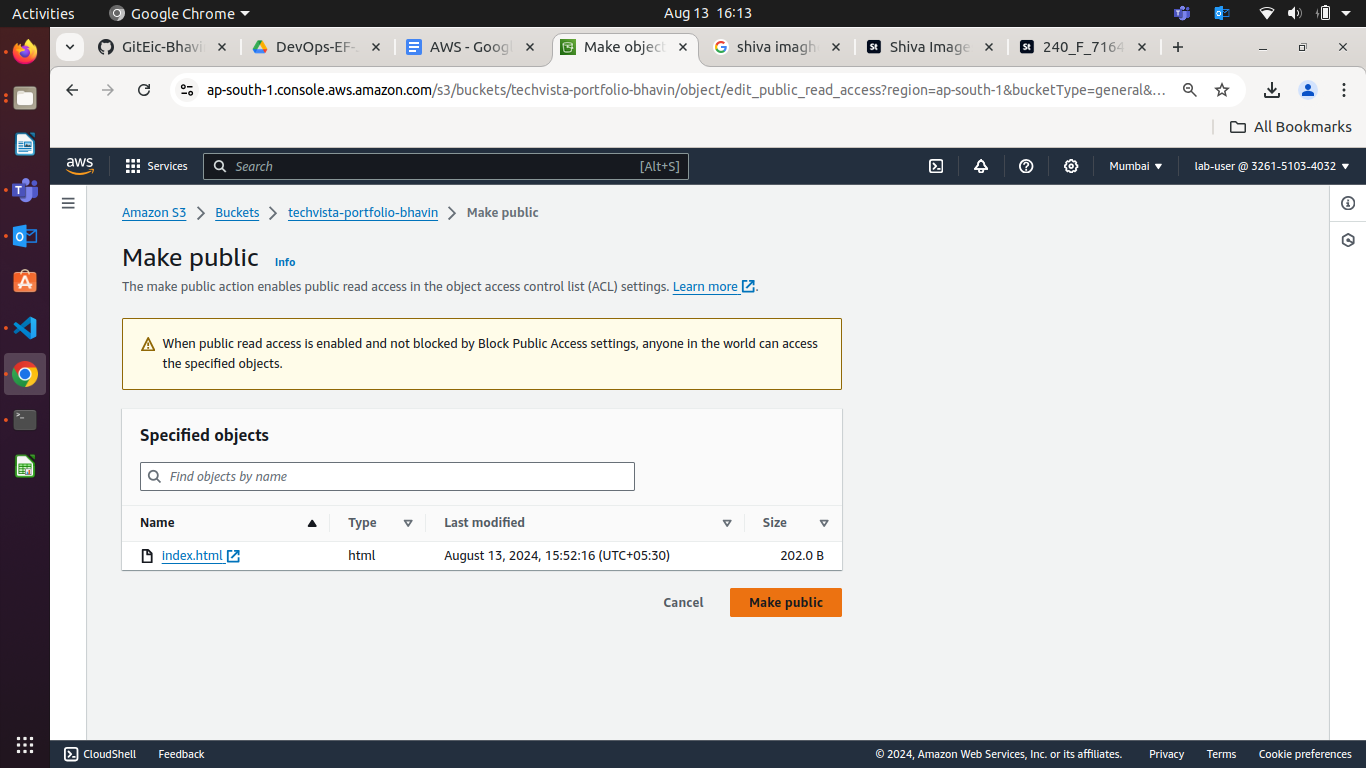 Activities
Google Chrome
Aug 13 16:13
GitEic-Bhavi
DevOps-EF-
AWS - Googl
Make object
shiva imagh
Shiva Image
240_F_7164
ap-south-1.console.aws.amazon.com/s3/buckets/techvista-portfolio-bhavin/object/edit_public_read_access?region=ap-south-1&bucketType=general&...
All Bookmarks
aws
Services
Search
[Alt+S]
Mumbai
lab-user @ 3261-5103-4032
Amazon S3
Buckets
techvista-portfolio-bhavin
Make public
Make public
Info
The make public action enables public read access in the object access control list (ACL) settings. Learn more.
When public read access is enabled and not blocked by Block Public Access settings, anyone in the world can access
the specified objects.
Specified objects
Find objects by name
Name
Type
Last modified
Size
index.html
html
August 13, 2024, 15:52:16 (UTC+05:30)
202.0 B
Cancel
Make public
CloudShell
Feedback
© 2024, Amazon Web Services, Inc. or its affiliates.
Privacy
Terms
Cookie preferences